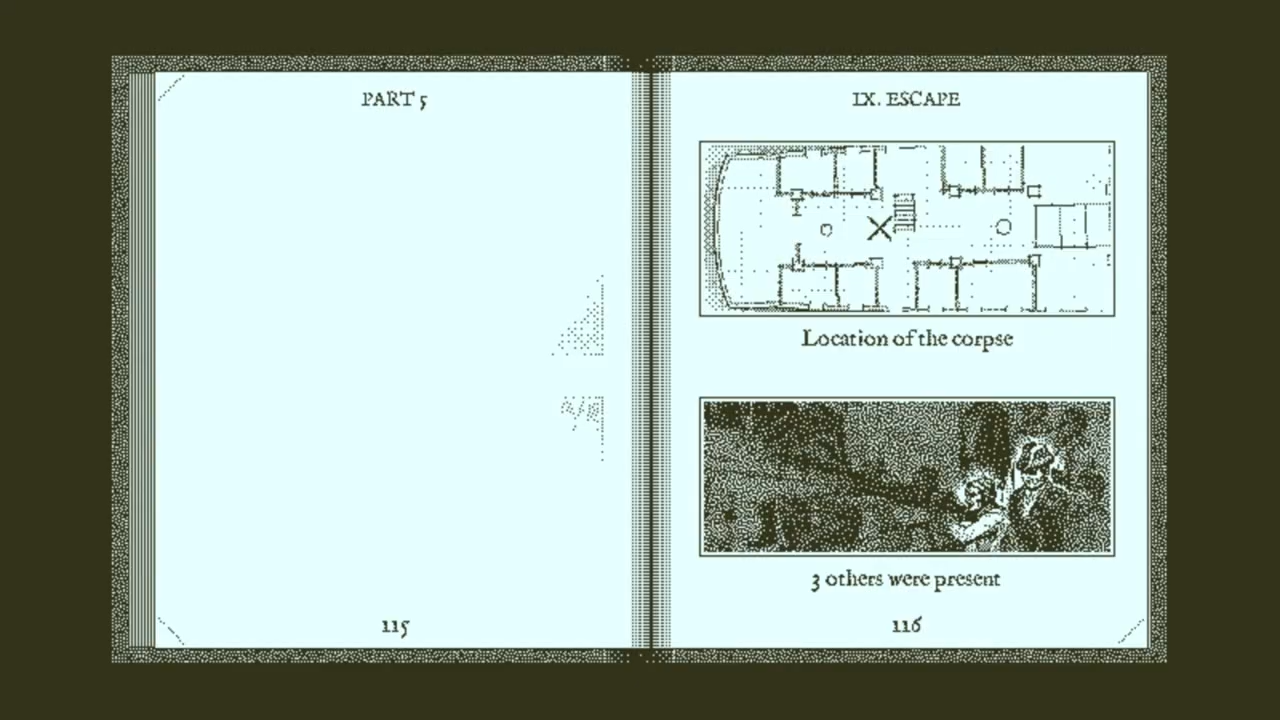 PART 5
115
IX. ESCAPE
Location of the corpse
3 others were present
116